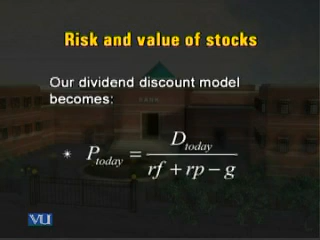 Risk and value of stocks
Our dividend discount model
becomes:
* P_today = D_today / (rf + rp − g)
VU